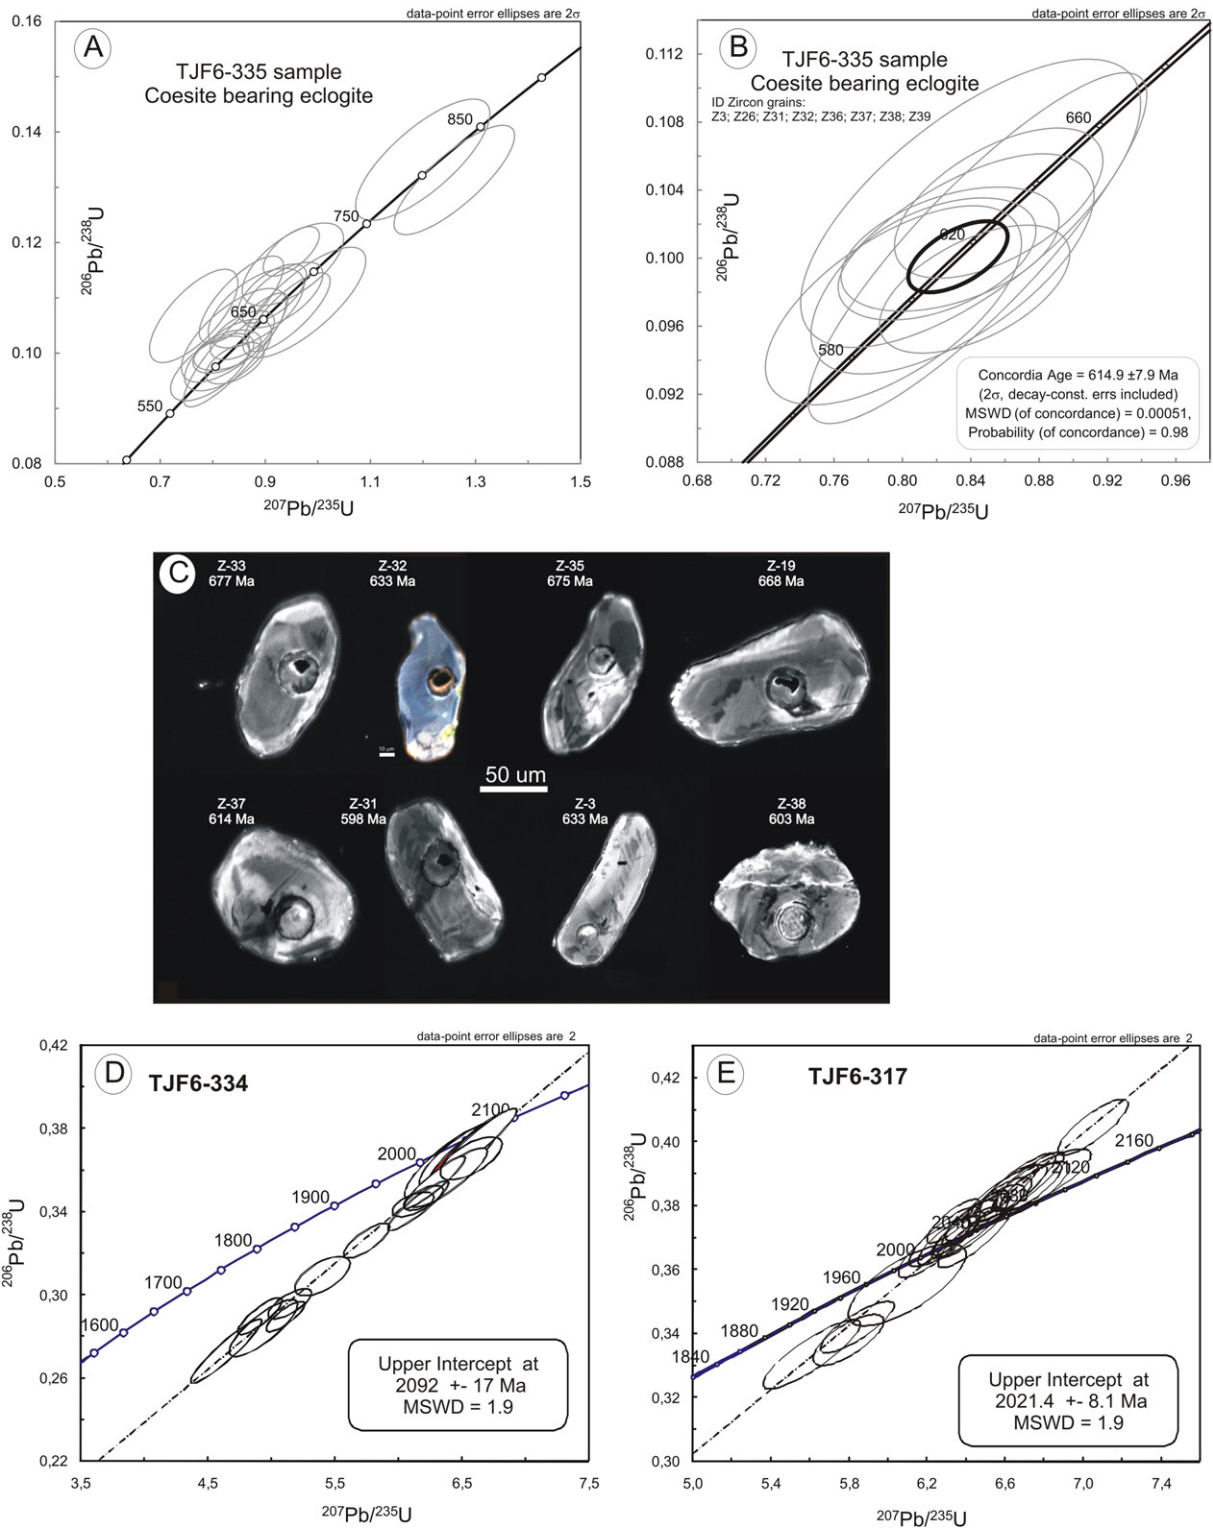 data-point error ellipses are 2σ
A
TJF6-335 sample
Coesite bearing eclogite
0.16
0.14
0.12
0.10
0.08
850
750
650
550
206Pb/238U
0.5
0.7
0.9
1.1
1.3
1.5
207Pb/235U
data-point error ellipses are 2σ
B
TJF6-335 sample
Coesite bearing eclogite
ID Zircon grains:
Z3; Z26; Z31; Z32; Z36; Z37; Z38; Z39
0.112
0.108
0.104
0.100
0.096
0.092
0.088
660
620
580
206Pb/238U
Concordia Age = 614.9 ±7.9 Ma
(2σ, decay-const. errs included)
MSWD (of concordance) = 0.00051,
Probability (of concordance) = 0.98
0.68
0.72
0.76
0.80
0.84
0.88
0.92
0.96
207Pb/235U
C
Z-33
677 Ma
Z-32
633 Ma
Z-35
675 Ma
Z-19
668 Ma
10 µm
50 um
Z-37
614 Ma
Z-31
598 Ma
Z-3
633 Ma
Z-38
603 Ma
data-point error ellipses are 2
D
TJF6-334
0,42
0,38
0,34
0,30
0,26
0,22
2100
2000
1900
1800
1700
1600
206Pb/238U
Upper Intercept at
2092 +- 17 Ma
MSWD = 1.9
3,5
4,5
5,5
6,5
7,5
207Pb/235U
data-point error ellipses are 2
E
TJF6-317
0,42
0,40
0,38
0,36
0,34
0,32
0,30
2160
2120
2080
2040
2000
1960
1920
1880
1840
206Pb/238U
Upper Intercept at
2021.4 +- 8.1 Ma
MSWD = 1.9
5,0
5,4
5,8
6,2
6,6
7,0
7,4
207Pb/235U